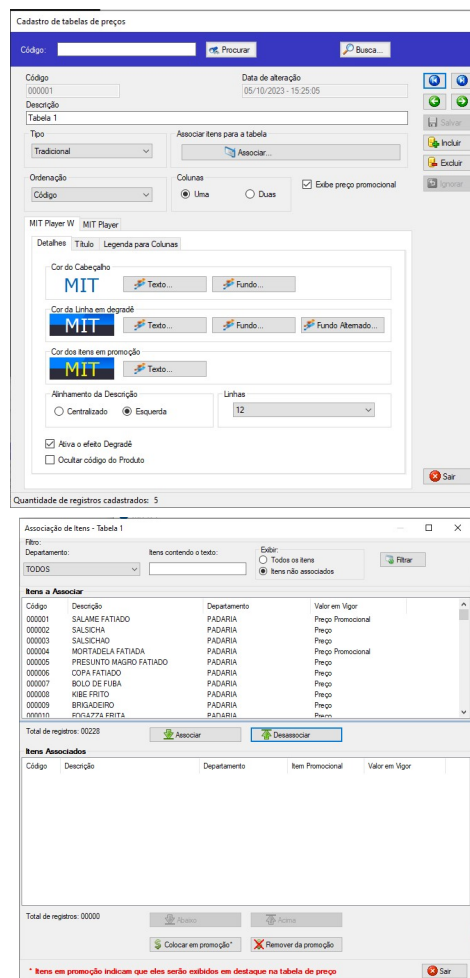 Cadastro de tabelas de preços
Código: Procurar Busca...
Código Data de alteração
000001 05/10/2023 - 15:25:05
Descrição
Tabela 1
Tipo Associar itens para a tabela
Tradicional Associar...
Salvar
Incluir
Excluir
Ignorar
Ordenação Colunas
Código Uma Duas Exibe preço promocional
MIT Player W MIT Player
Detalhes Título Legenda para Colunas
Cor do Cabeçalho
MIT Texto... Fundo...
Cor da Linha em degradê
MIT Texto... Fundo... Fundo Alternado...
Cor dos itens em promoção
MIT Texto...
Alinhamento da Descrição Linhas
Centralizado Esquerda 12
Ativa o efeito Degradê
Ocultar código do Produto
Sair
Quantidade de registros cadastrados: 5
Associação de Itens - Tabela 1
Filtro:
Departamento: Itens contendo o texto: Exibir:
TODOS Todos os itens Filtrar
Itens não associados
Itens a Associar
Código Descrição Departamento Valor em Vigor
000001 SALAME FATIADO PADARIA Preço Promocional
000002 SALSICHA PADARIA Preço
000003 SALSICHAO PADARIA Preço
000004 MORTADELA FATIADA PADARIA Preço Promocional
000005 PRESUNTO MAGRO FATIADO PADARIA Preço
000006 COPA FATIADO PADARIA Preço
000007 BOLO DE FUBA PADARIA Preço
000008 KIBE FRITO PADARIA Preço
000009 BRIGADEIRO PADARIA Preço
000010 FOGAZZA FRITA PADARIA Preço
Total de registros: 00228 Associar Desassociar
Itens Associados
Código Descrição Departamento Item Promocional Valor em Vigor
Total de registros: 00000 Abaixo Acima
Colocar em promoção* Remover da promoção
* Itens em promoção indicam que eles serão exibidos em destaque na tabela de preço Sair